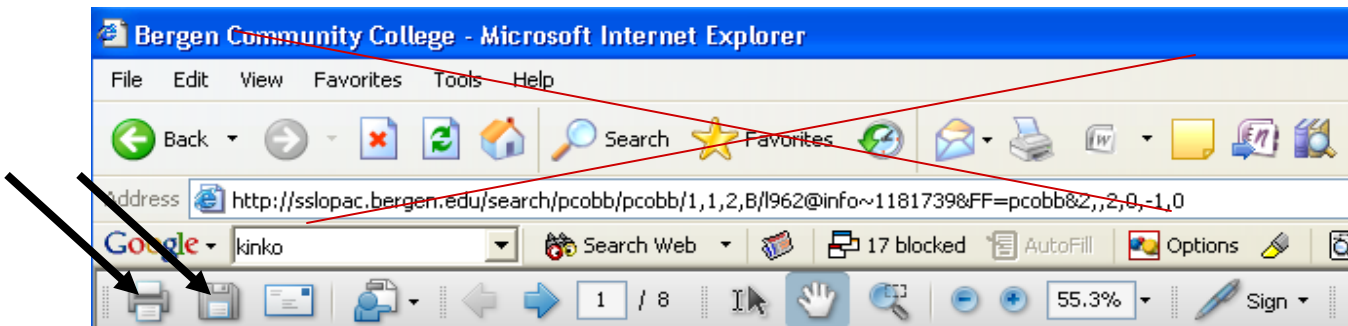 Bergen Community College - Microsoft Internet Explorer
File Edit View Favorites Tools Help
Back Search Favorites
Address http://sslopac.bergen.edu/search/pcobb/pcobb/1,1,2,B/l962@info~1181739&FF=pcobb&2,,2,0,-1,0
Google kinko Search Web 17 blocked AutoFill Options
1 / 8 55.3% Sign